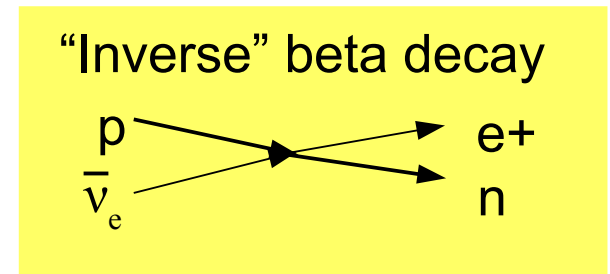 “Inverse” beta decay
p e+
ν̅ₑ n